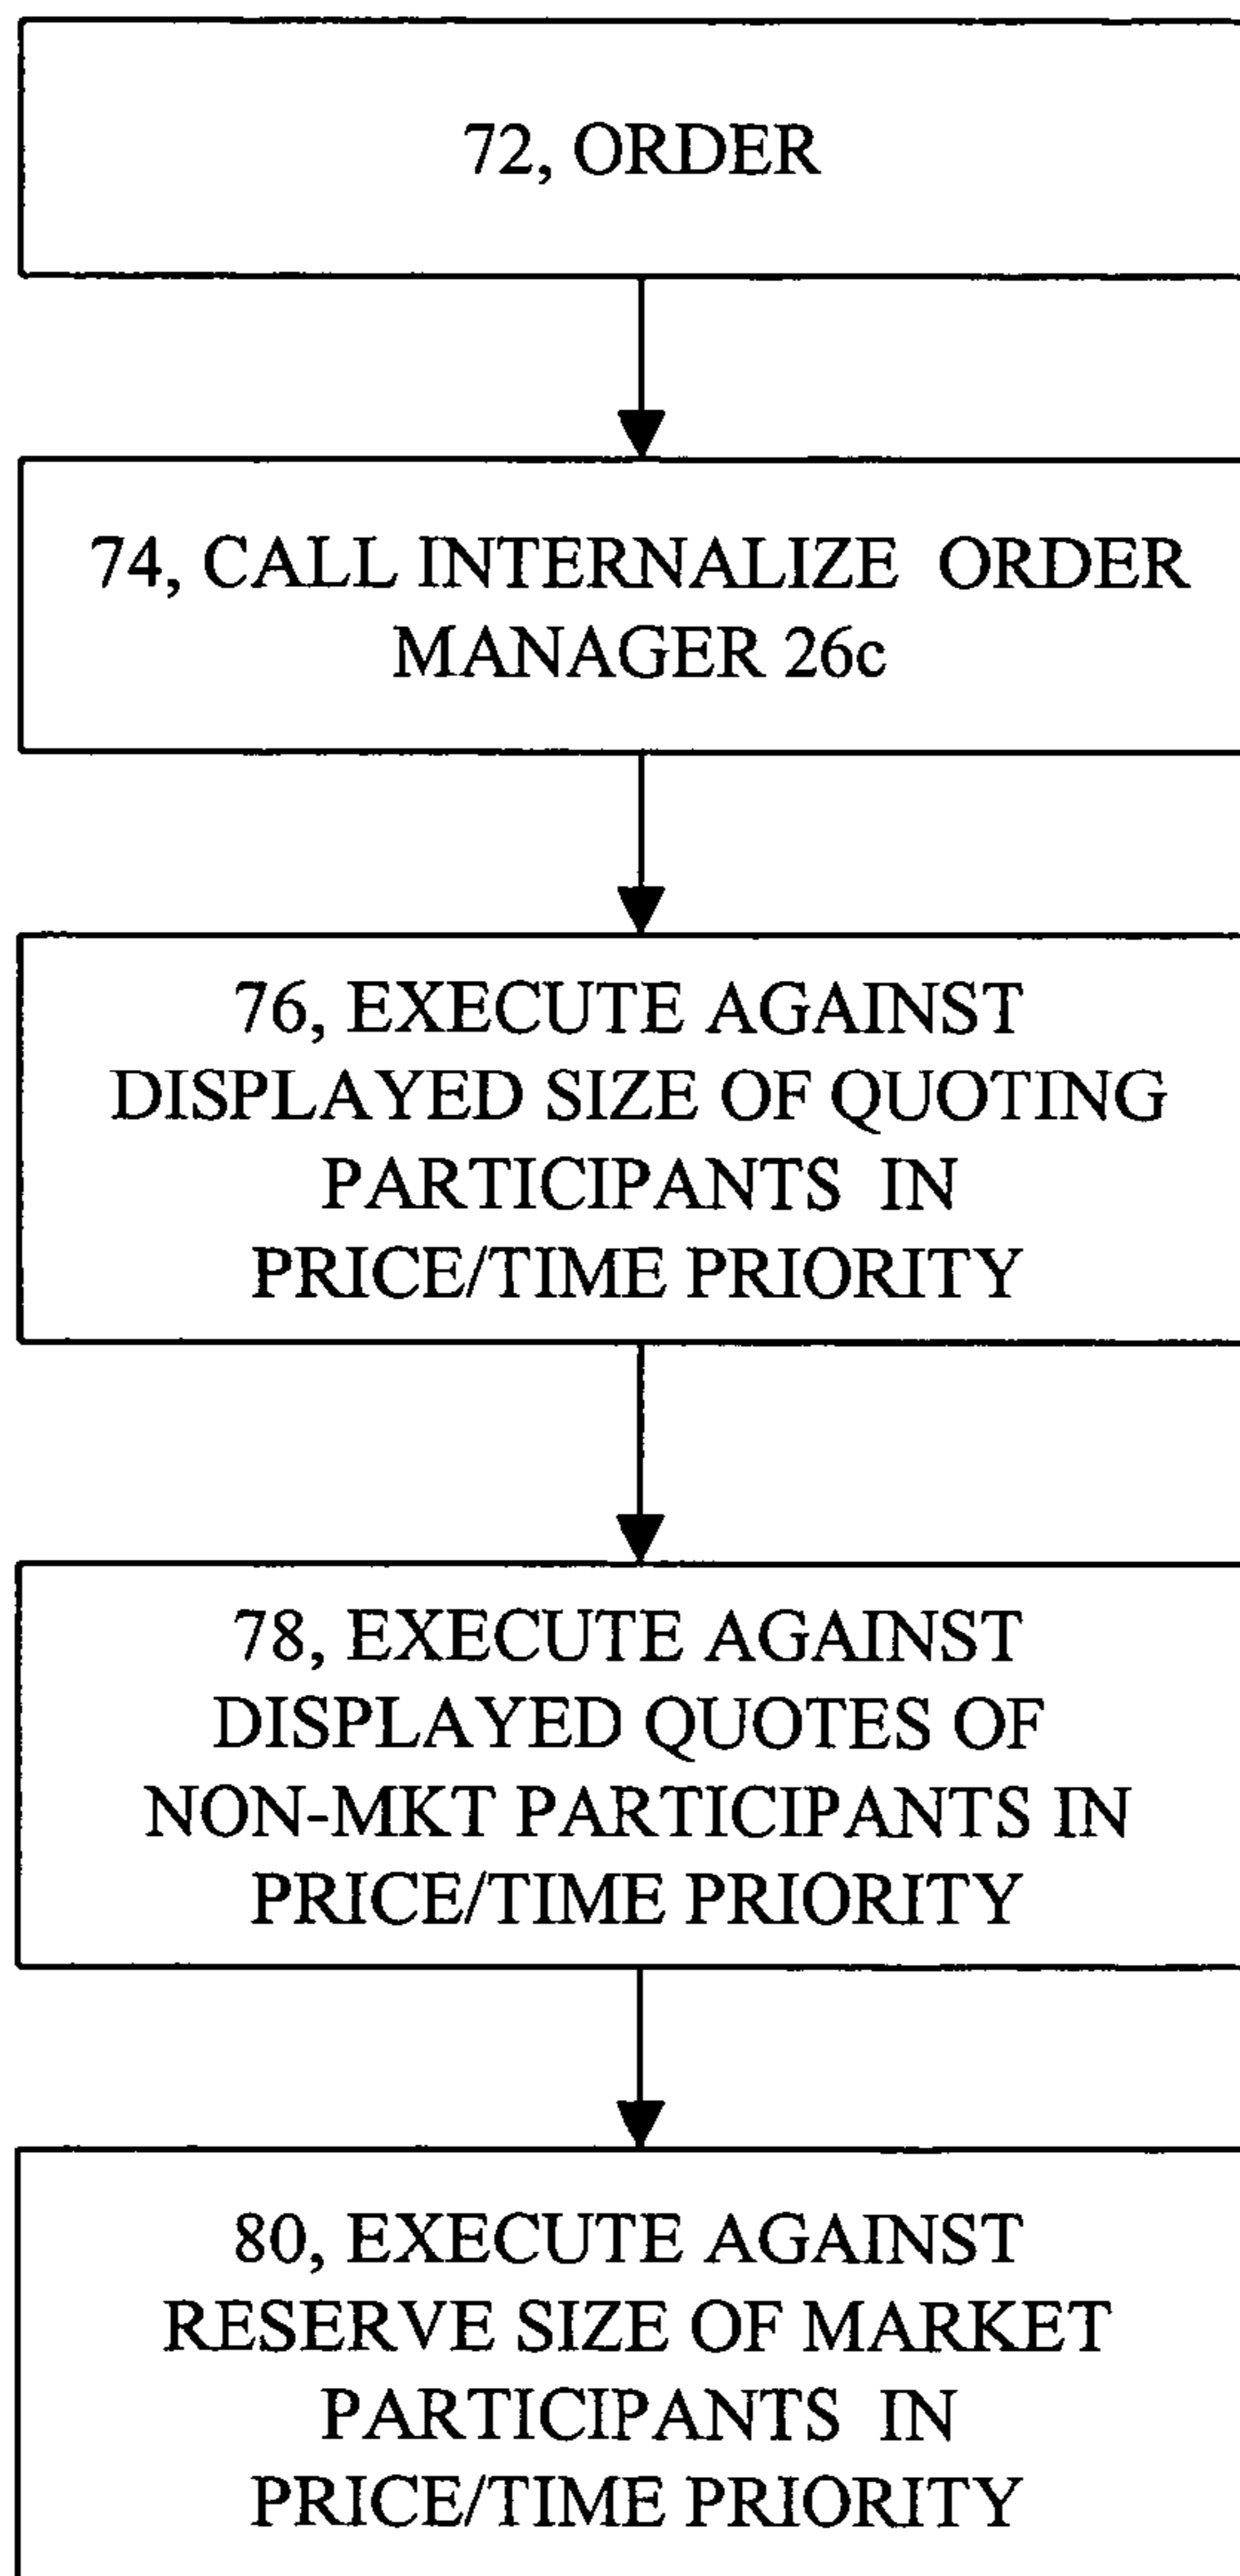 72, ORDER
74, CALL INTERNALIZE ORDER
MANAGER 26c
76, EXECUTE AGAINST
DISPLAYED SIZE OF QUOTING
PARTICIPANTS IN
PRICE/TIME PRIORITY
78, EXECUTE AGAINST
DISPLAYED QUOTES OF
NON-MKT PARTICIPANTS IN
PRICE/TIME PRIORITY
80, EXECUTE AGAINST
RESERVE SIZE OF MARKET
PARTICIPANTS IN
PRICE/TIME PRIORITY